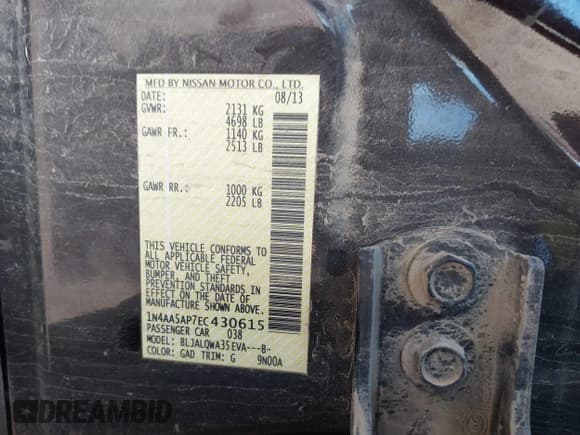 MFD BY NISSAN MOTOR CO., LTD.
DATE: 08/13
GVWR: 2131 KG
4698 LB
GAWR FR.: 1140 KG
2513 LB
GAWR RR.: 1000 KG
2205 LB
THIS VEHICLE CONFORMS TO
ALL APPLICABLE FEDERAL
MOTOR VEHICLE SAFETY,
BUMPER, AND THEFT
PREVENTION STANDARDS IN
EFFECT ON THE DATE OF
MANUFACTURE SHOWN ABOVE.
1N4AA5AP7EC430615
PASSENGER CAR 038
MODEL: BLJALQWA35EVA---B-
COLOR: GAD TRIM: G 9N00A
DREAMBID